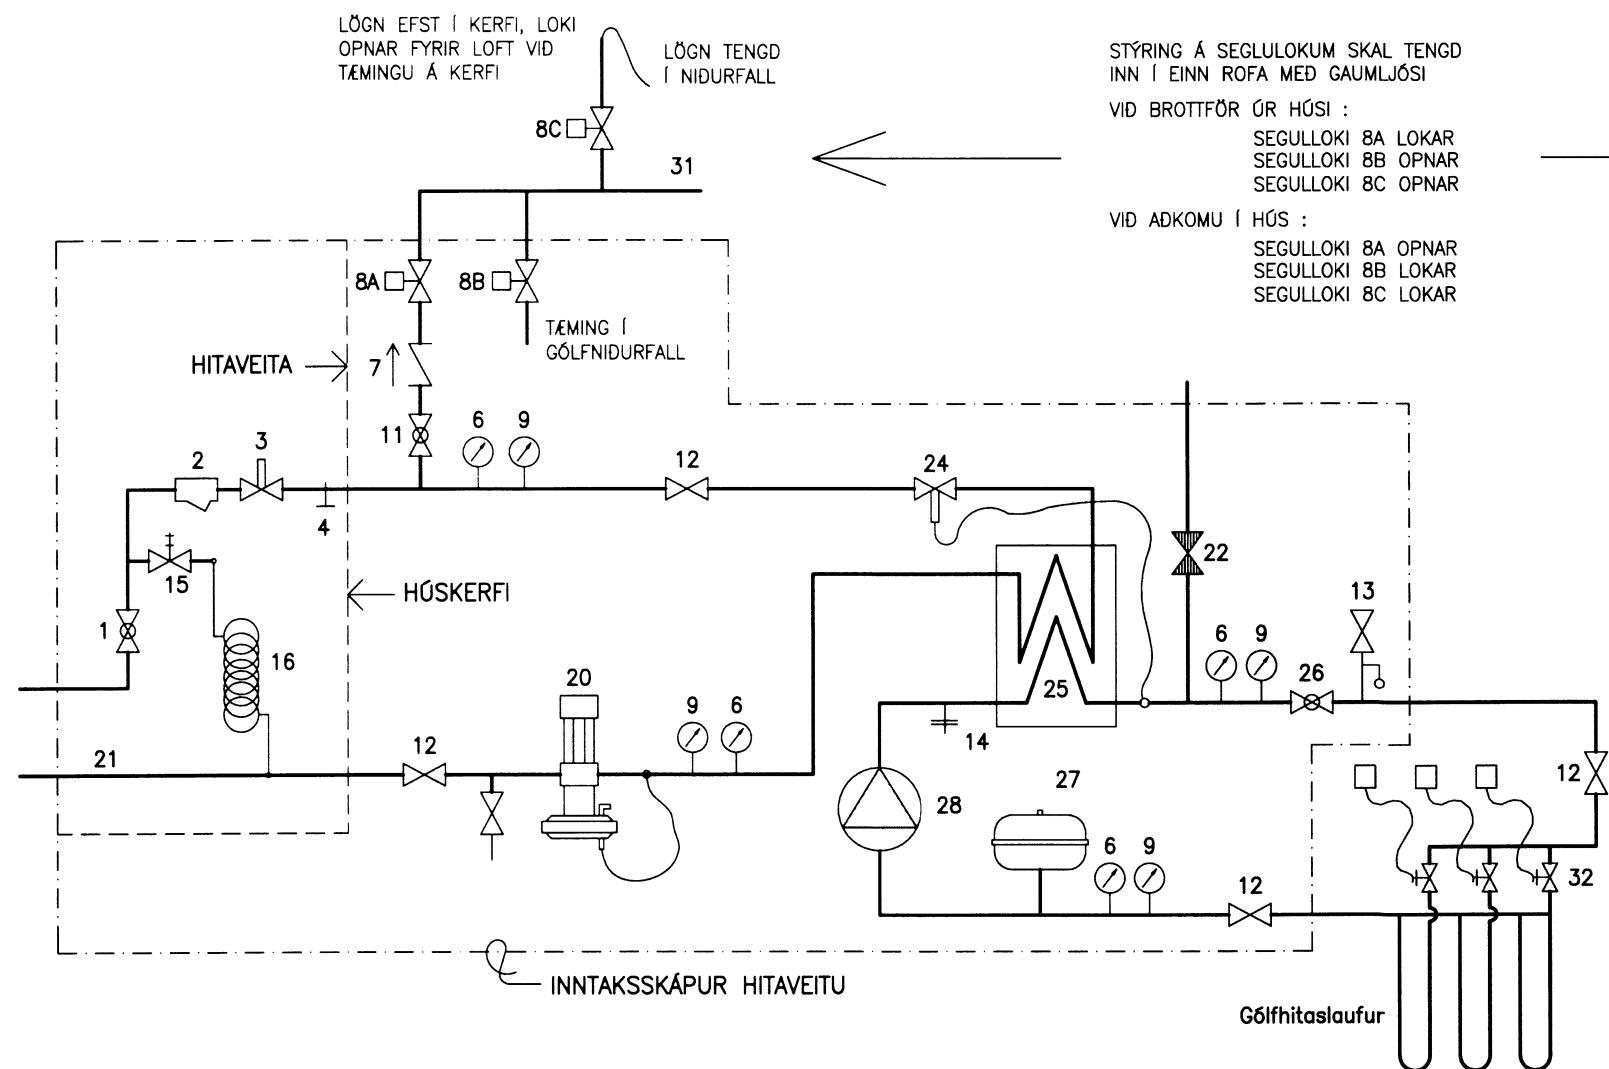 LÖGN EFST Í KERFI, LOKI
OPNAR FYRIR LOFT VIÐ
TÆMINGU Á KERFI
LÖGN TENGD
Í NIÐURFALL
STÝRING Á SEGLULOKUM SKAL TENGD
INN Í EINN ROFA MEÐ GAUMLJÓSI
VIÐ BROTTFÖR ÚR HÚSI :
SEGULLOKI 8A LOKAR
SEGULLOKI 8B OPNAR
SEGULLOKI 8C OPNAR
VIÐ AÐKOMU Í HÚS :
SEGULLOKI 8A OPNAR
SEGULLOKI 8B LOKAR
SEGULLOKI 8C LOKAR
8C
31
8A
8B
TÆMING Í
GÓLFNIÐURFALL
HITAVEITA
7
11
6
9
2
3
12
24
4
15
22
HÚSKERFI
13
1
16
6
9
26
20
25
9
6
14
21
12
27
12
28
6
9
12
32
INNTAKSSKÁPUR HITAVEITU
Gólfhitaslaufur